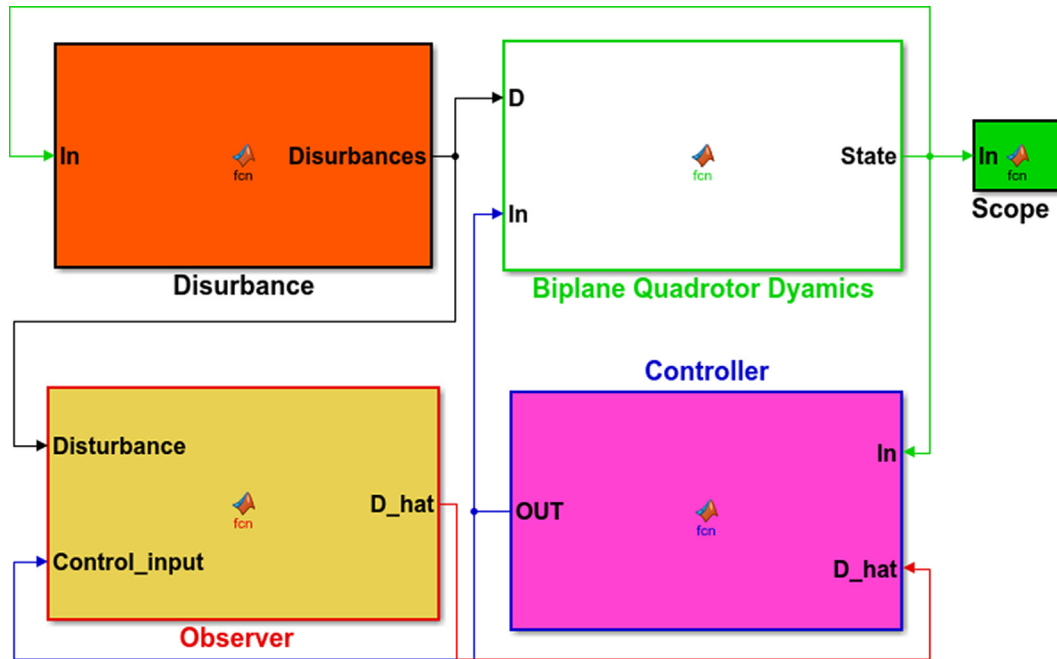 In
fcn
Disurbances
Disurbance
D
In
fcn
State
Biplane Quadrotor Dyamics
In
fcn
Scope
Disturbance
Control_input
fcn
D_hat
Observer
Controller
OUT
fcn
In
D_hat